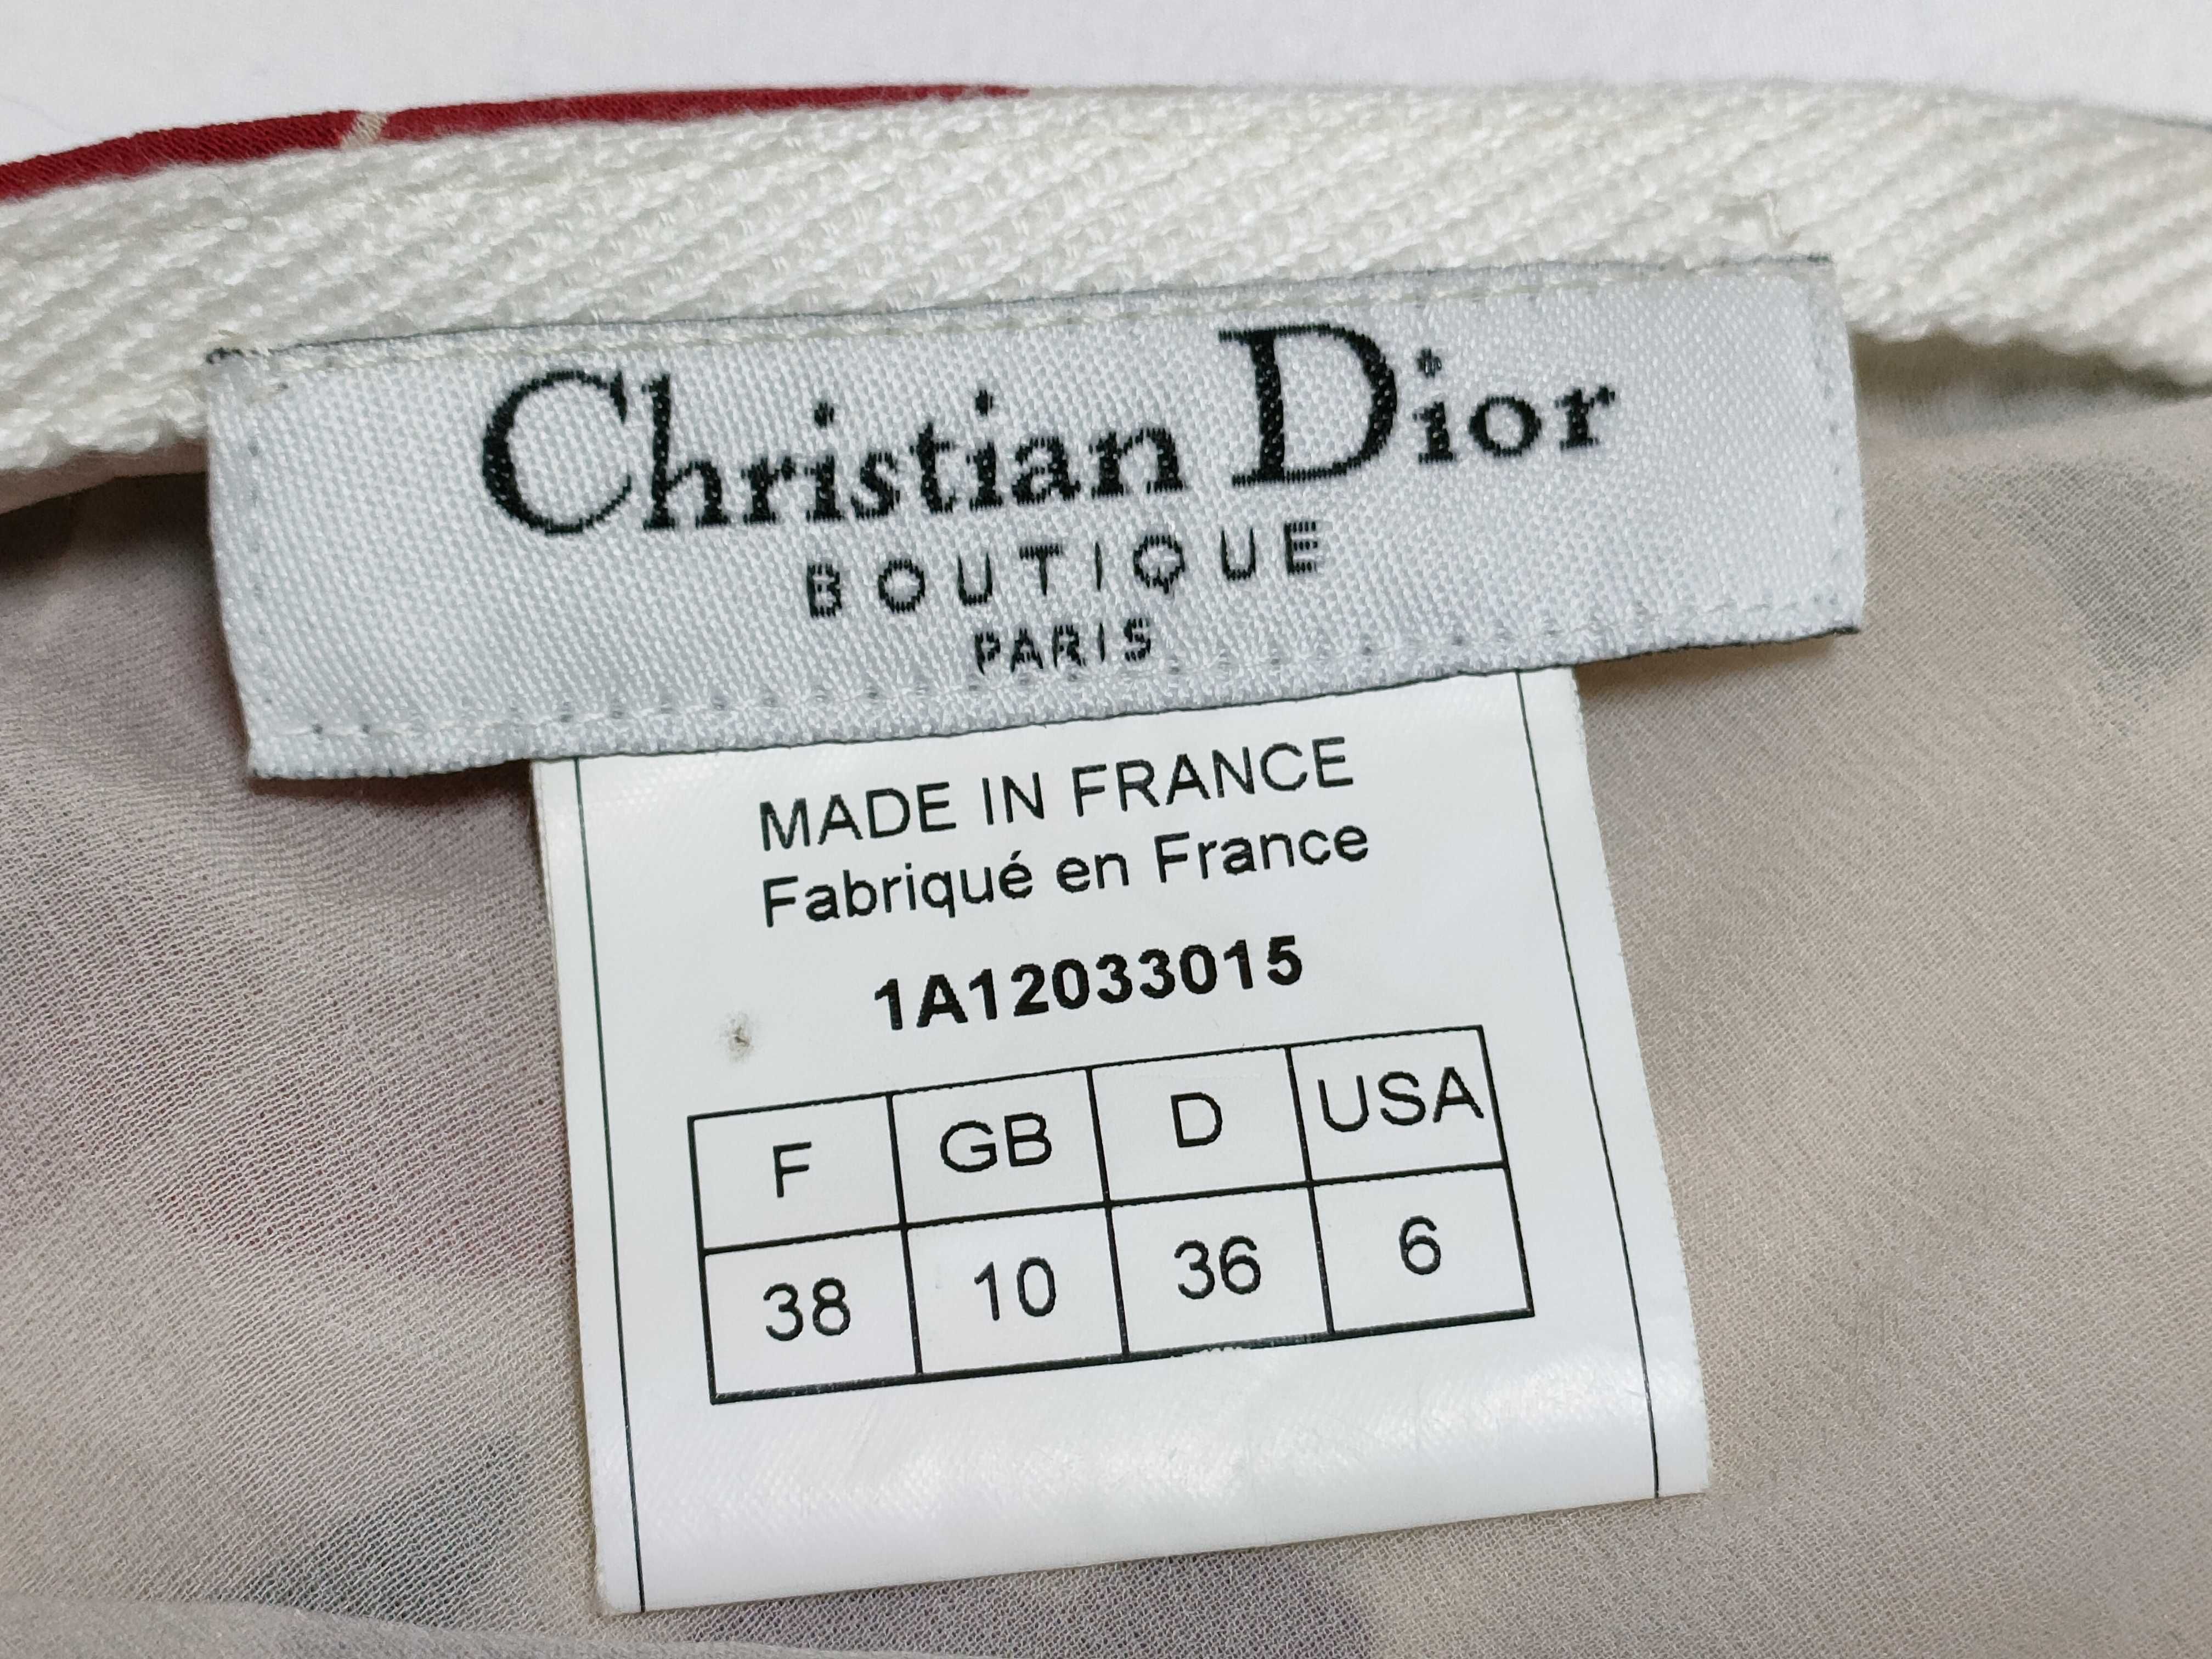 Christian Dior
BOUTIQUE
PARIS
MADE IN FRANCE
Fabriqué en France
1A12033015
F GB D USA
38 10 36 6